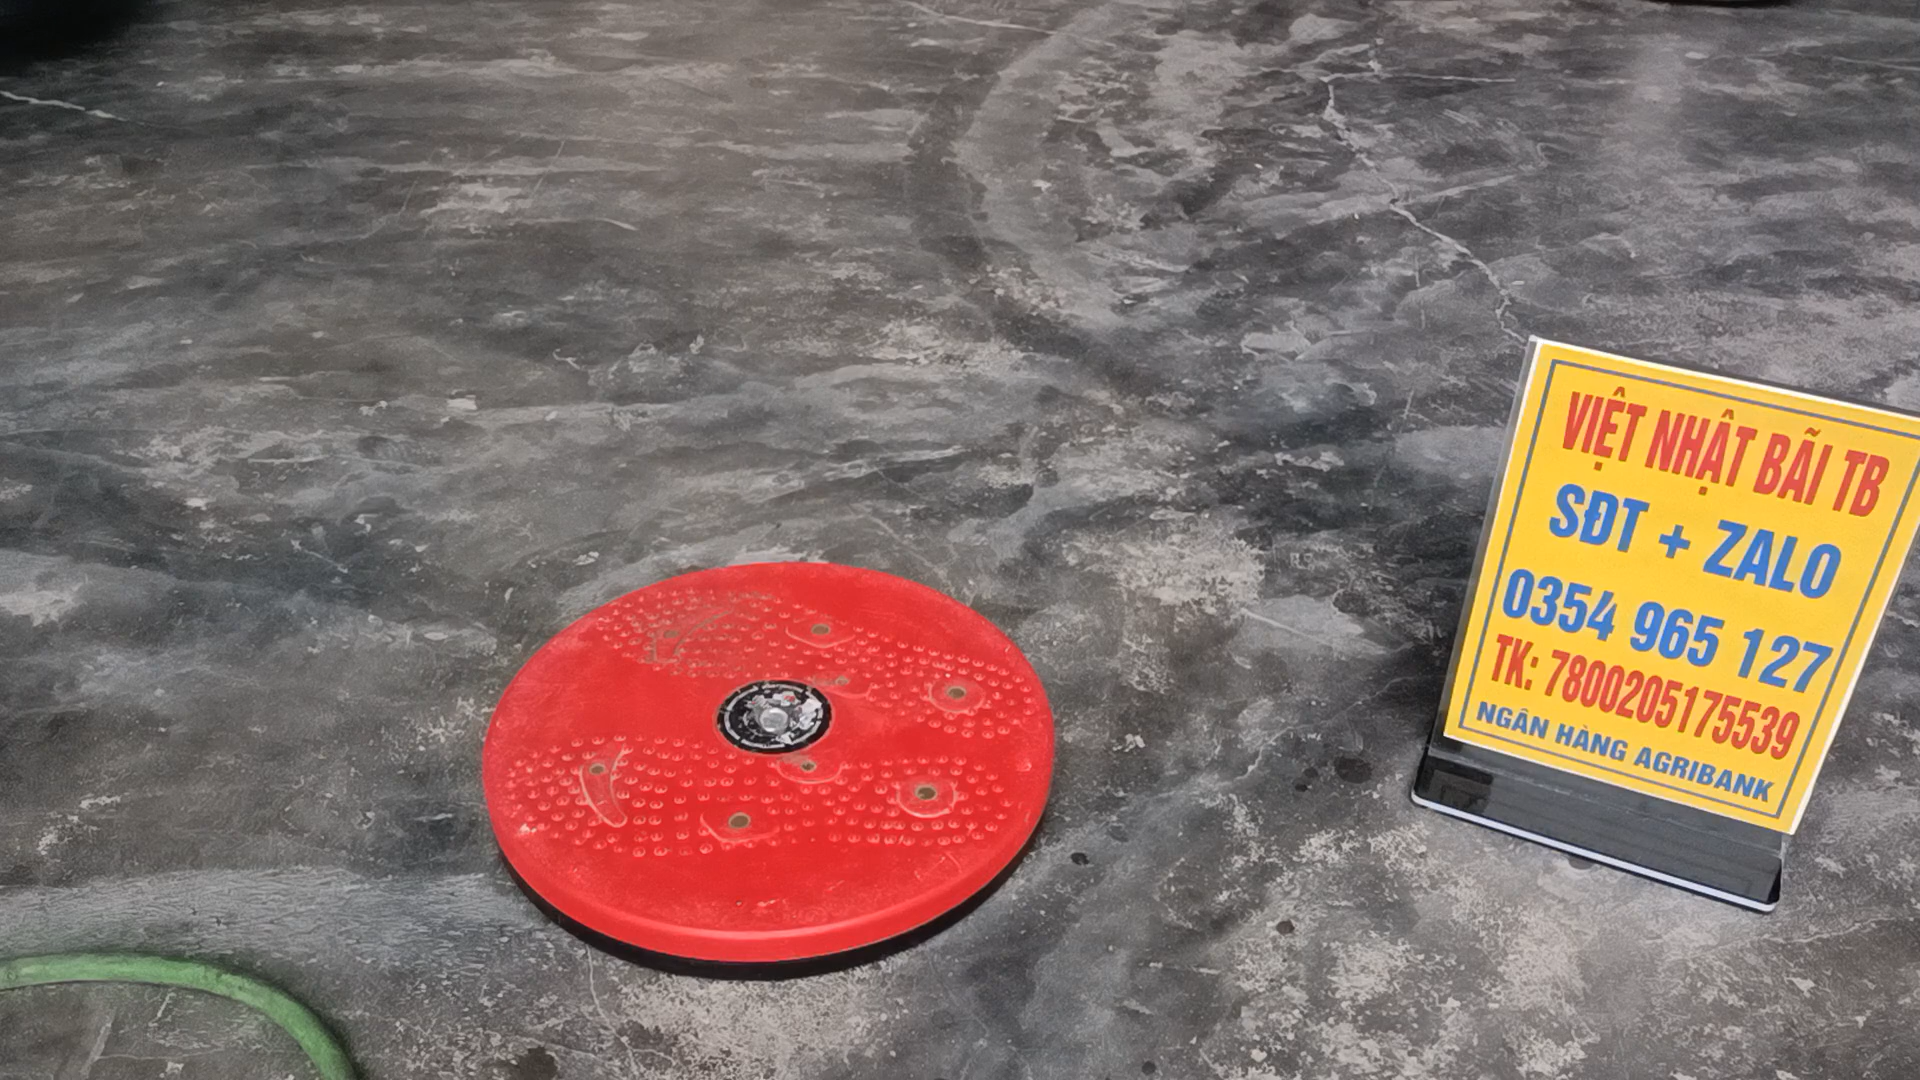 VIỆT NHẬT BÃI TB
SĐT + ZALO
0354 965 127
TK: 7800205175539
NGÂN HÀNG AGRIBANK